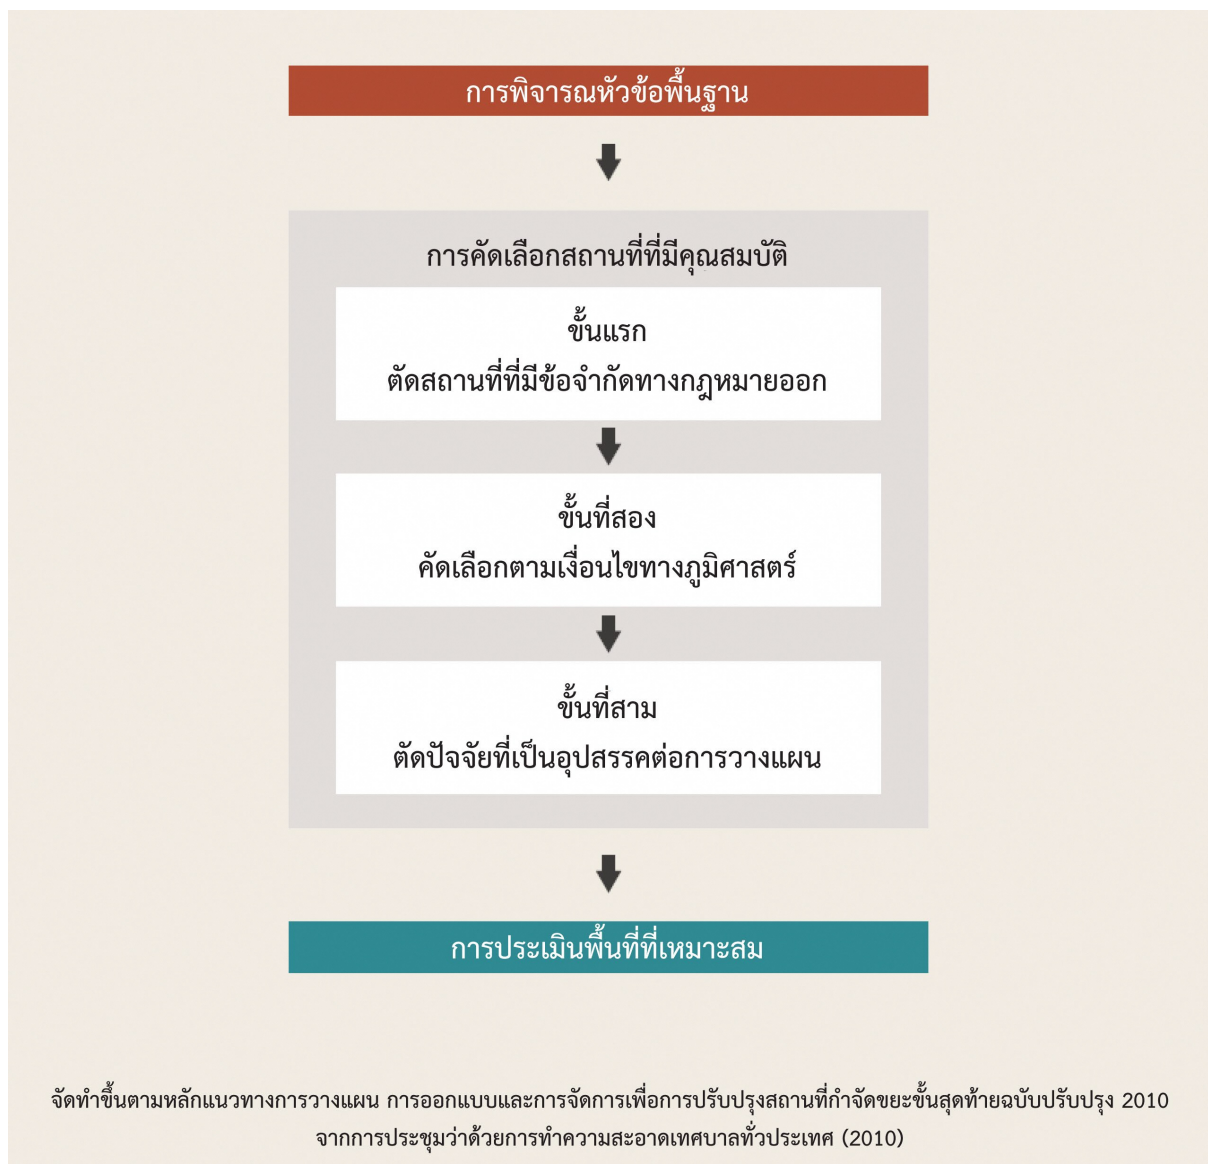 การพิจารณหัวข้อพื้นฐาน
การคัดเลือกสถานที่ที่มีคุณสมบัติ
ขั้นแรก
ตัดสถานที่ที่มีข้อจำกัดทางกฎหมายออก
ขั้นที่สอง
คัดเลือกตามเงื่อนไขทางภูมิศาสตร์
ขั้นที่สาม
ตัดปัจจัยที่เป็นอุปสรรคต่อการวางแผน
การประเมินพื้นที่ที่เหมาะสม
จัดทำขึ้นตามหลักแนวทางการวางแผน การออกแบบและการจัดการเพื่อการปรับปรุงสถานที่กำจัดขยะขั้นสุดท้ายฉบับปรับปรุง 2010
จากการประชุมว่าด้วยการทำความสะอาดเทศบาลทั่วประเทศ (2010)